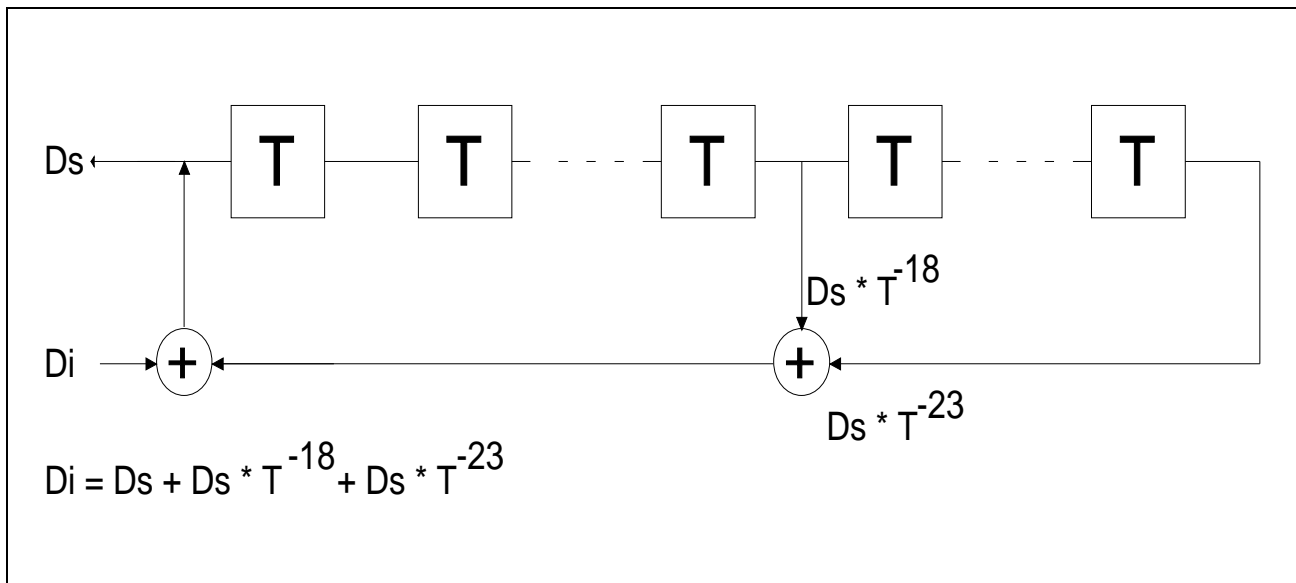 Ds T T T T T
Ds * T^-18
Di + +
Ds * T^-23
Di = Ds + Ds * T^-18 + Ds * T^-23